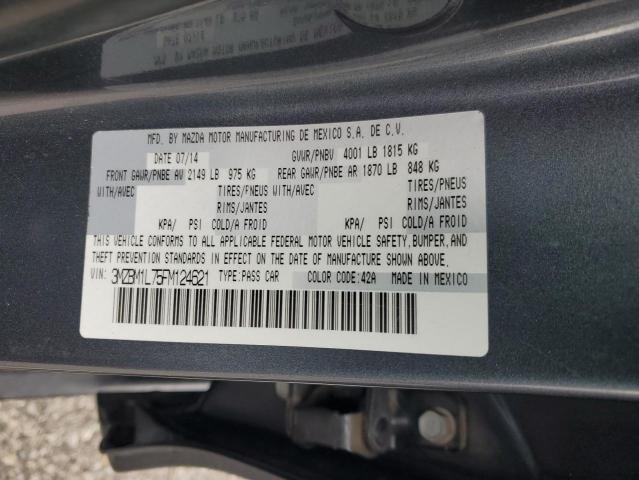 MFD. BY MAZDA MOTOR MANUFACTURING DE MEXICO S.A. DE C.V.
DATE 07/14 GVWR/PNBV 4001 LB 1815 KG
FRONT GAWR/PNBE AV 2149 LB 975 KG REAR GAWR/PNBE AR 1870 LB 848 KG
WITH/AVEC TIRES/PNEUS WITH/AVEC TIRES/PNEUS
RIMS/JANTES RIMS/JANTES
KPA/ PSI COLD/A FROID KPA/ PSI COLD/A FROID
THIS VEHICLE CONFORMS TO ALL APPLICABLE FEDERAL MOTOR VEHICLE SAFETY, BUMPER, AND
THEFT PREVENTION STANDARDS IN EFFECT ON THE DATE OF MANUFACTURE SHOWN ABOVE.
VIN: 3MZBM1L75FM124621 TYPE:PASS CAR COLOR CODE:42A MADE IN MEXICO